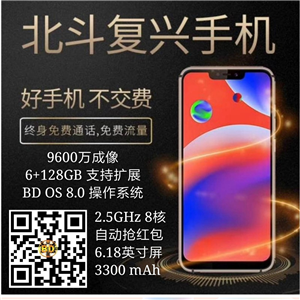 北斗复兴手机
好手机 不交费
终身免费通话,免费流量
9600万成像
6+128GB 支持扩展
BD OS 8.0 操作系统
2.5GHz 8核
自动抢红包
6.18英寸屏
3300 mAh